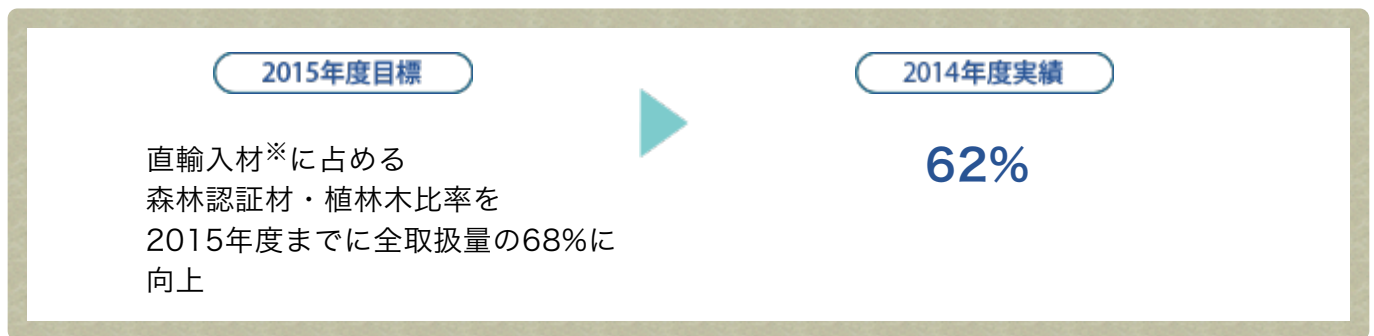 2015年度目標
直輸入材※に占める
森林認証材・植林木比率を
2015年度までに全取扱量の68%に
向上
2014年度実績
62%